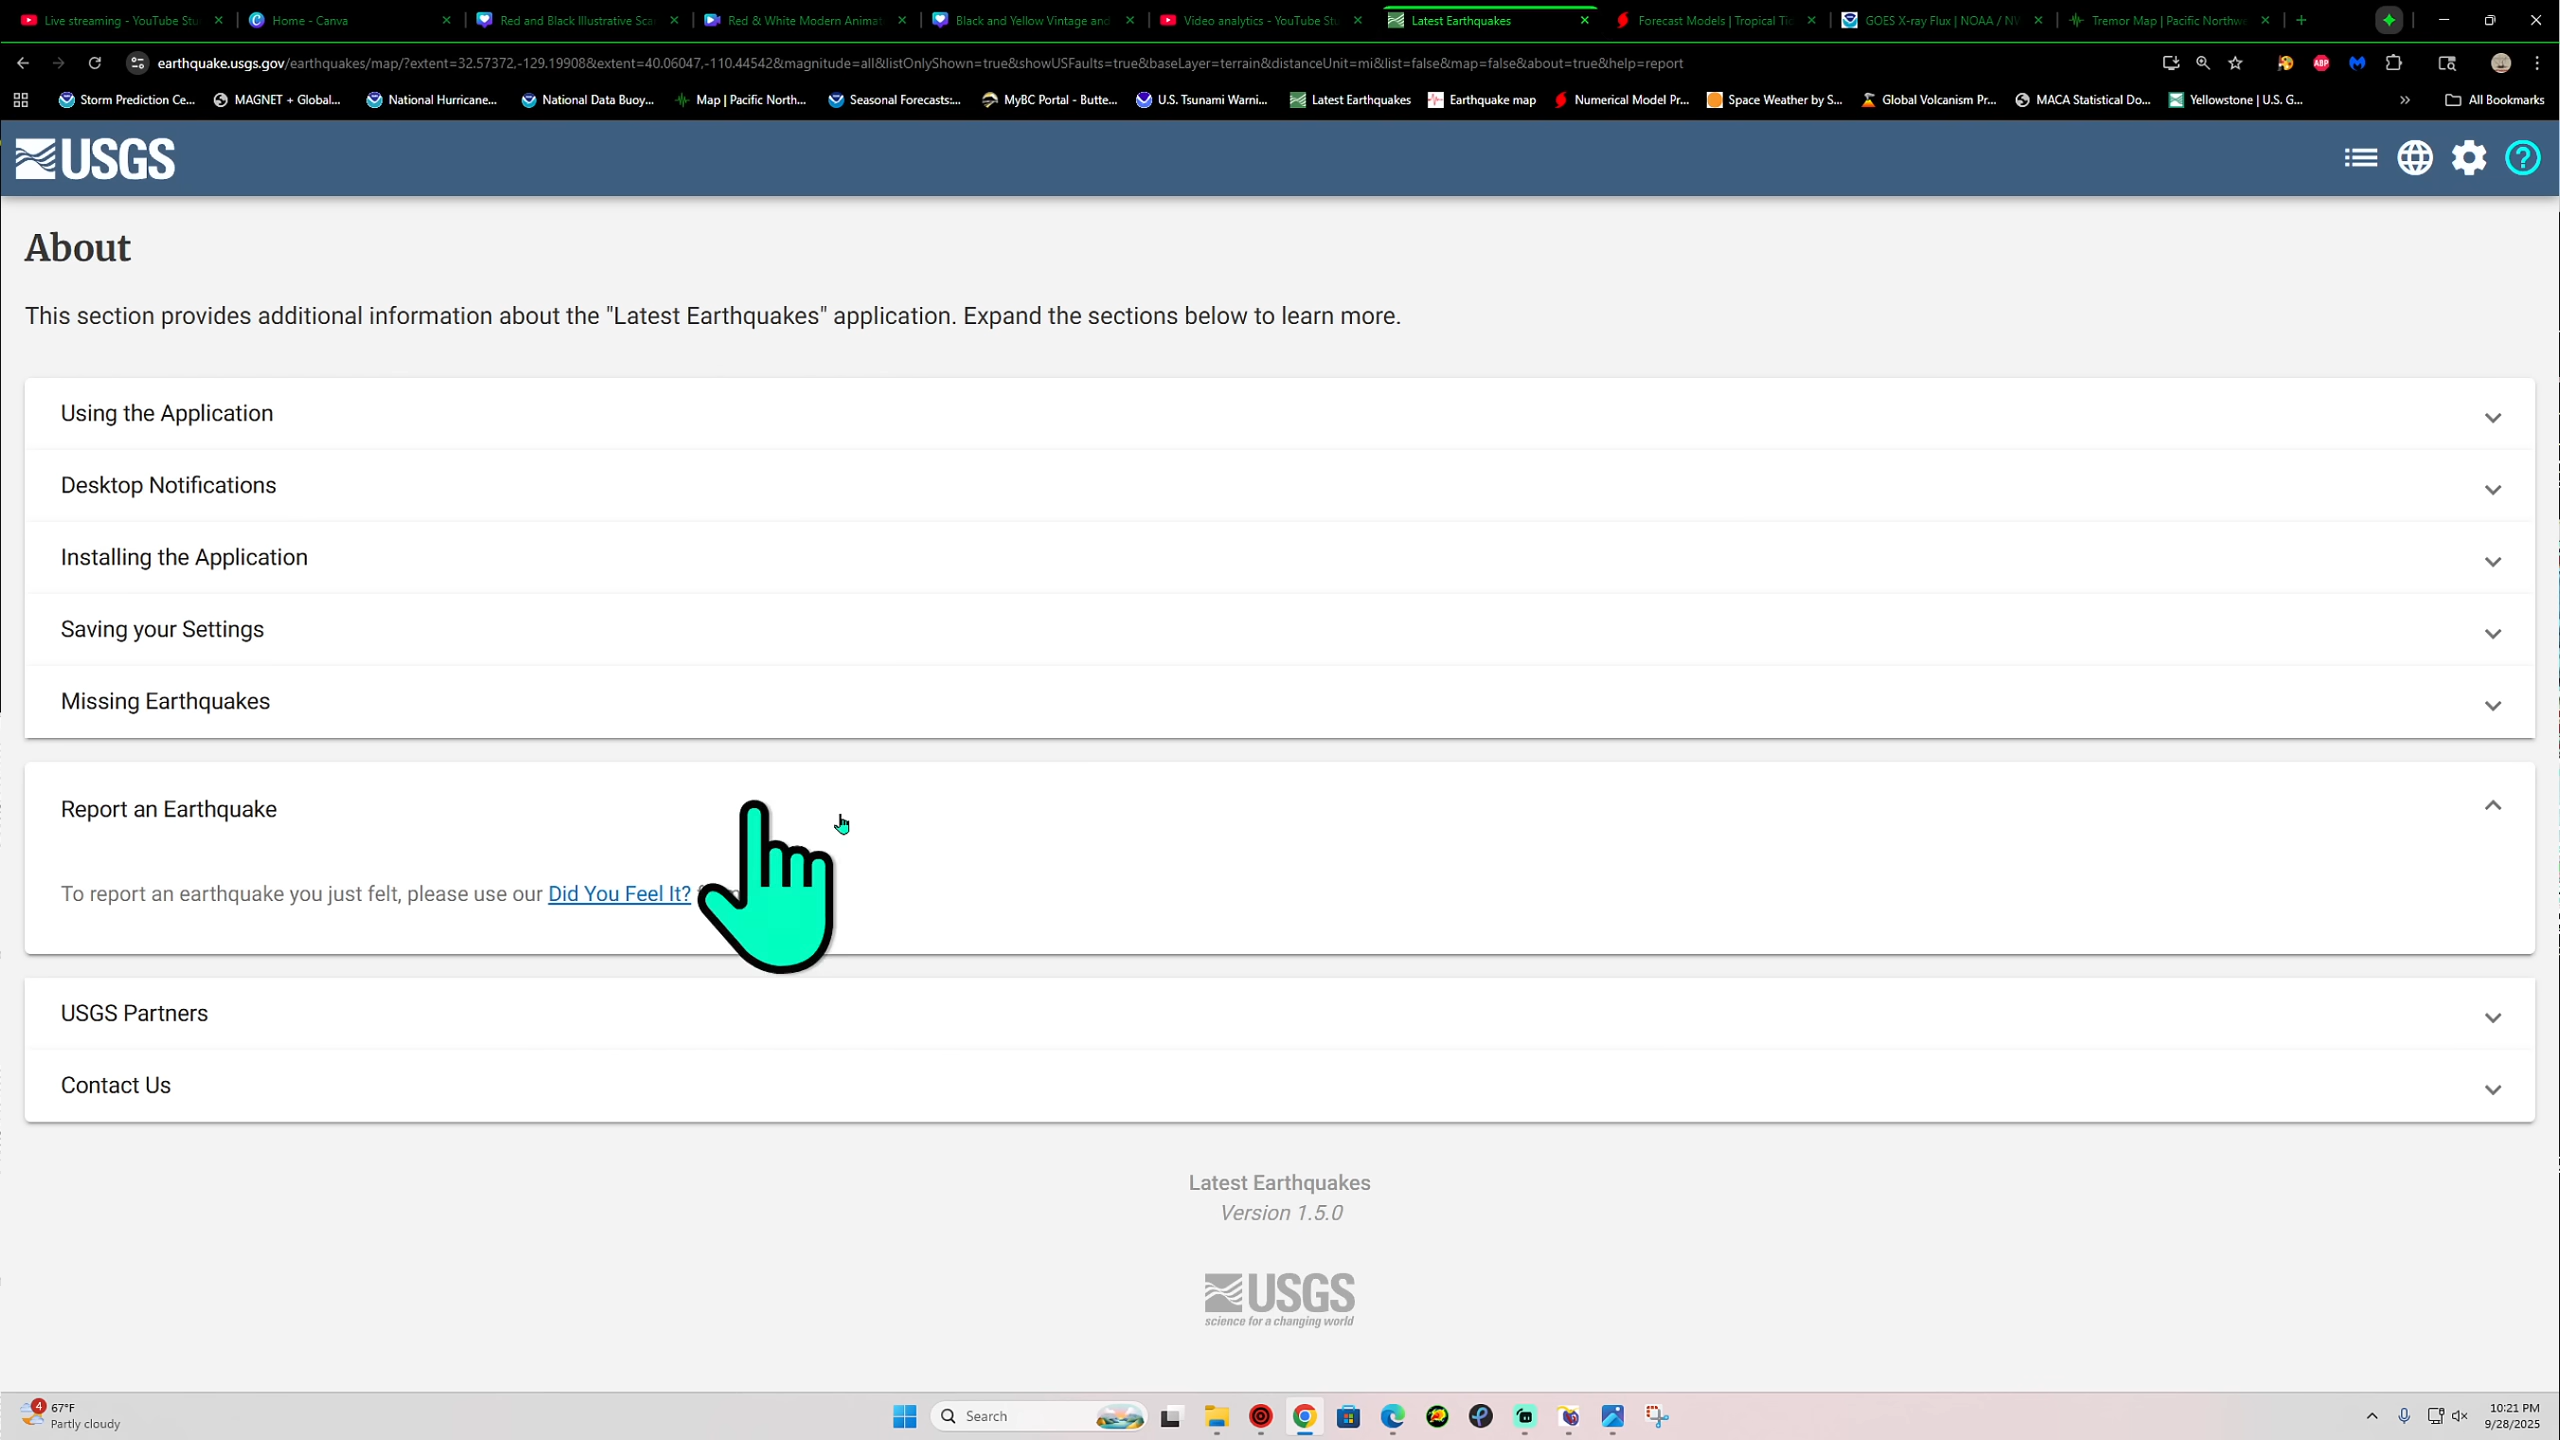 Live streaming - YouTube Stu
Home - Canva
Red and Black Illustrative Sca
Red & White Modern Animat
Black and Yellow Vintage and
Video analytics - YouTube Stu
Latest Earthquakes
Forecast Models | Tropical Tid
GOES X-ray Flux | NOAA / NW
Tremor Map | Pacific Northwe
earthquake.usgs.gov/earthquakes/map/?extent=32.57372,-129.19908&extent=40.06047,-110.44542&magnitude=all&listOnlyShown=true&showUSFaults=true&baseLayer=terrain&distanceUnit=mi&list=false&map=false&about=true&help=report
ABP
Storm Prediction Ce...
MAGNET + Global...
National Hurricane...
National Data Buoy...
Map | Pacific North...
Seasonal Forecasts:...
MyBC Portal - Butte...
U.S. Tsunami Warni...
Latest Earthquakes
Earthquake map
Numerical Model Pr...
Space Weather by S...
Global Volcanism Pr...
MACA Statistical Do...
Yellowstone | U.S. G...
All Bookmarks
USGS
About
This section provides additional information about the "Latest Earthquakes" application. Expand the sections below to learn more.
Using the Application
Desktop Notifications
Installing the Application
Saving your Settings
Missing Earthquakes
Report an Earthquake
To report an earthquake you just felt, please use our Did You Feel It?
USGS Partners
Contact Us
Latest Earthquakes
Version 1.5.0
USGS
science for a changing world
4
67°F
Partly cloudy
Search
10:21 PM
9/28/2025